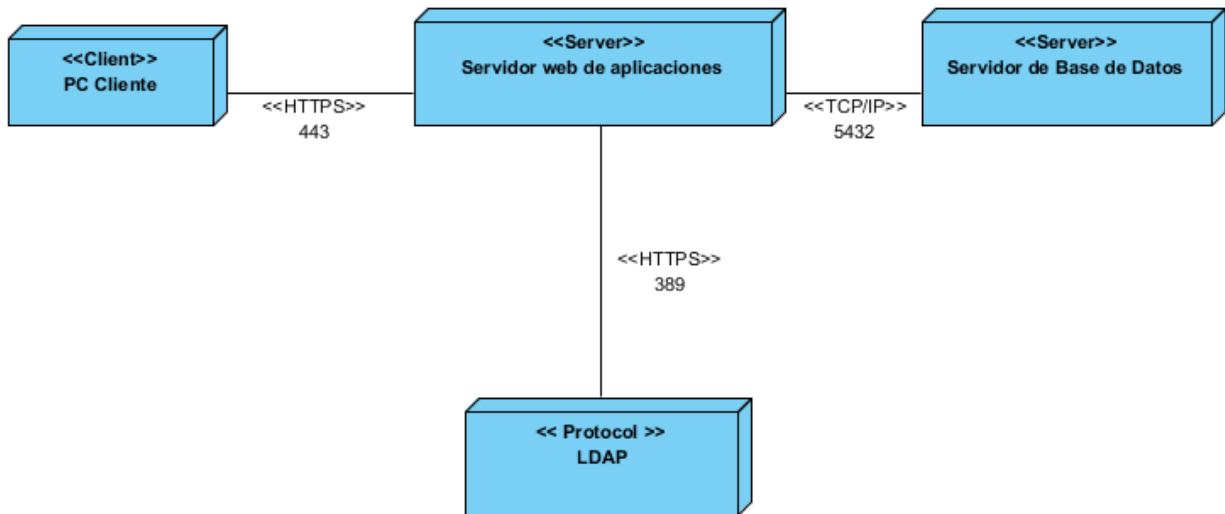 <<Client>>
PC Cliente
<<HTTPS>>
443
<<Server>>
Servidor web de aplicaciones
<<TCP/IP>>
5432
<<Server>>
Servidor de Base de Datos
<<HTTPS>>
389
<< Protocol >>
LDAP